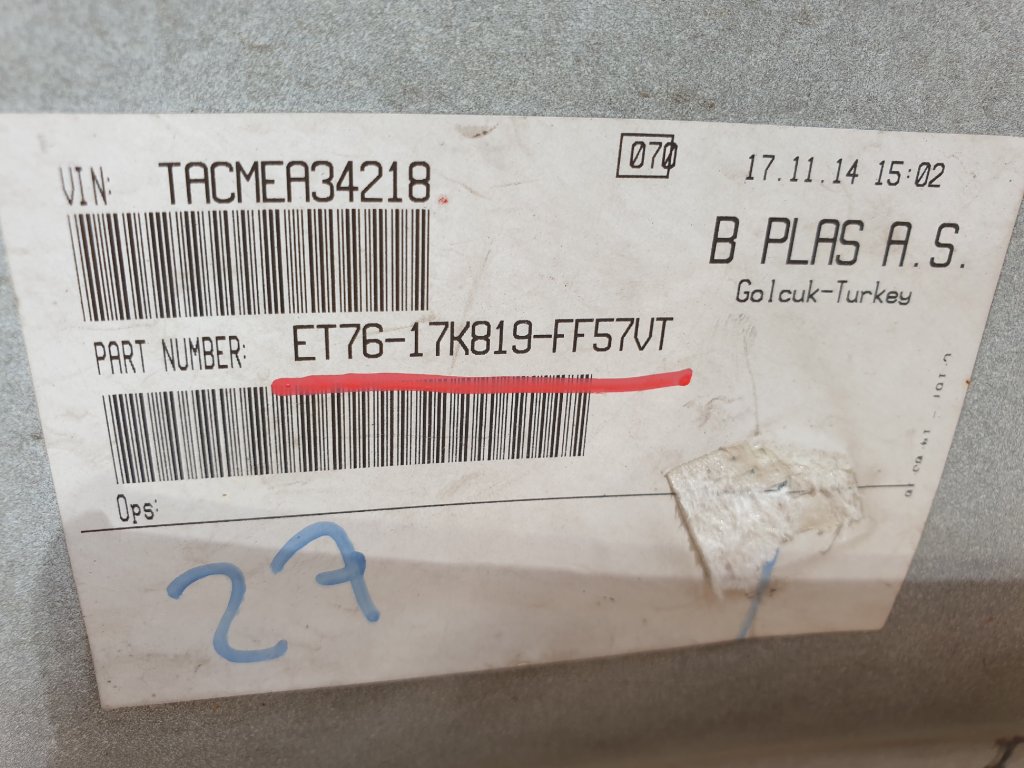 VIN: TACMEA34218
070
17.11.14 15:02
B PLAS A.S.
Golcuk-Turkey
PART NUMBER: ET76-17K819-FF57VT
Ops:
27